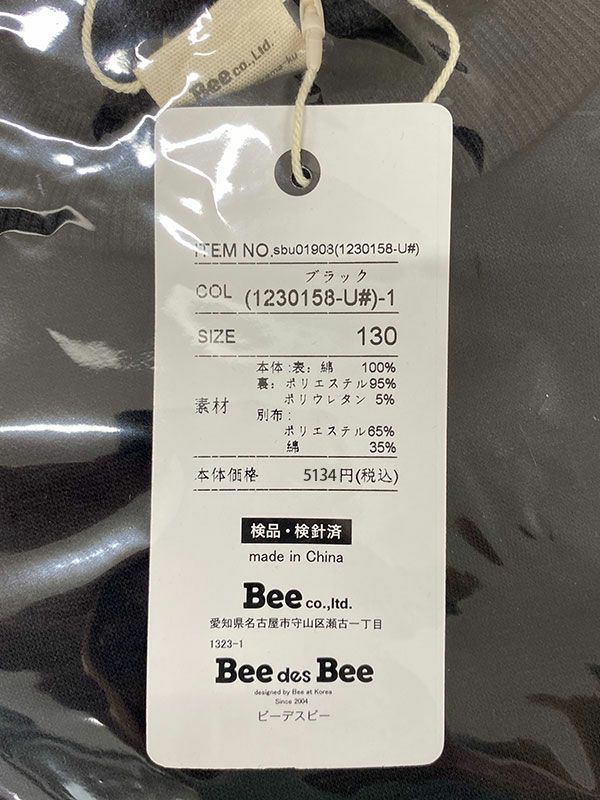 Bee co.,Ltd.
ITEM NO.sbu01908(1230158-U#)
ブラック
COL (1230158-U#)-1
SIZE 130
本体:表: 綿 100%
裏: ポリエステル95%
素材 ポリウレタン 5%
別布:
ポリエステル65%
綿 35%
本体価格 5134円(税込)
検品・検針済
made in China
Bee co.,ltd.
愛知県名古屋市守山区瀬古一丁目
1323-1
Bee des Bee
designed by Bee at Korea
Since 2004
ビーデスビー